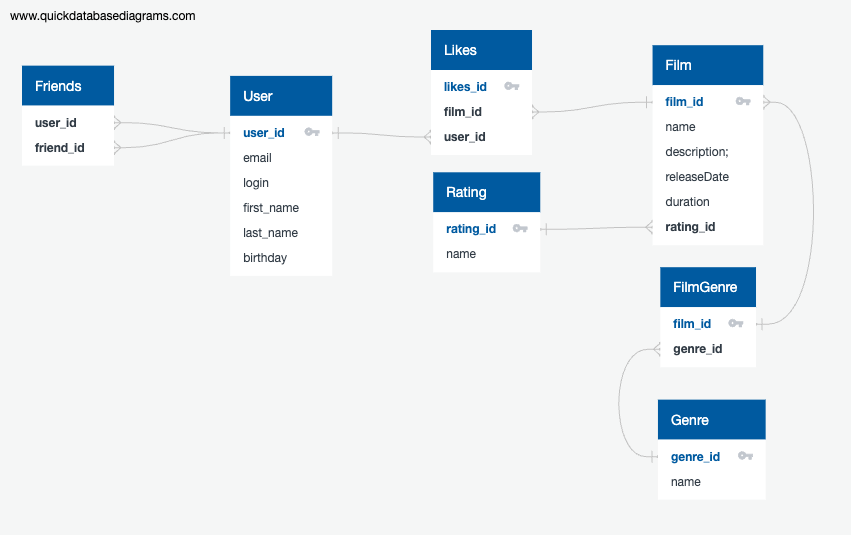 www.quickdatabasediagrams.com
Friends
user_id
friend_id
User
user_id
email
login
first_name
last_name
birthday
Likes
likes_id
film_id
user_id
Rating
rating_id
name
Film
film_id
name
description;
releaseDate
duration
rating_id
FilmGenre
film_id
genre_id
Genre
genre_id
name